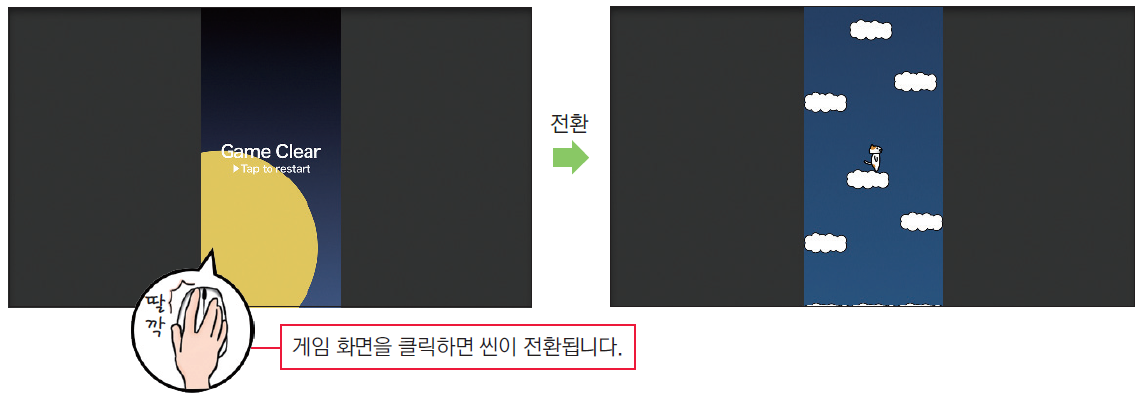 Game Clear
▶Tap to restart
전환
딸
깍
게임 화면을 클릭하면 씬이 전환됩니다.